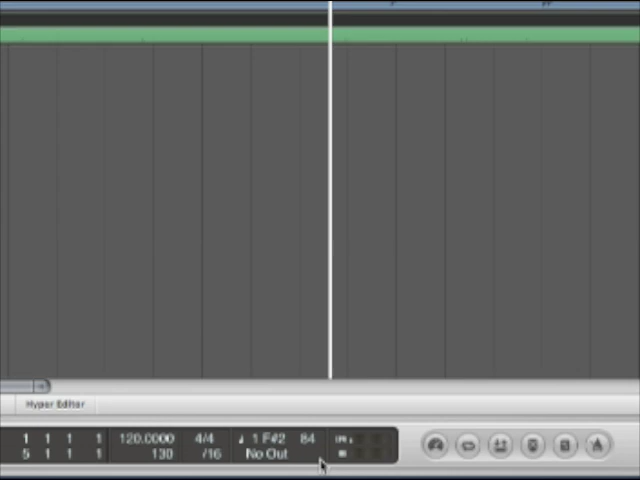 Hyper Editor
1 1 1 1 120.0000 4/4 1 F#2 84
5 1 1 1 130 /16 No Out